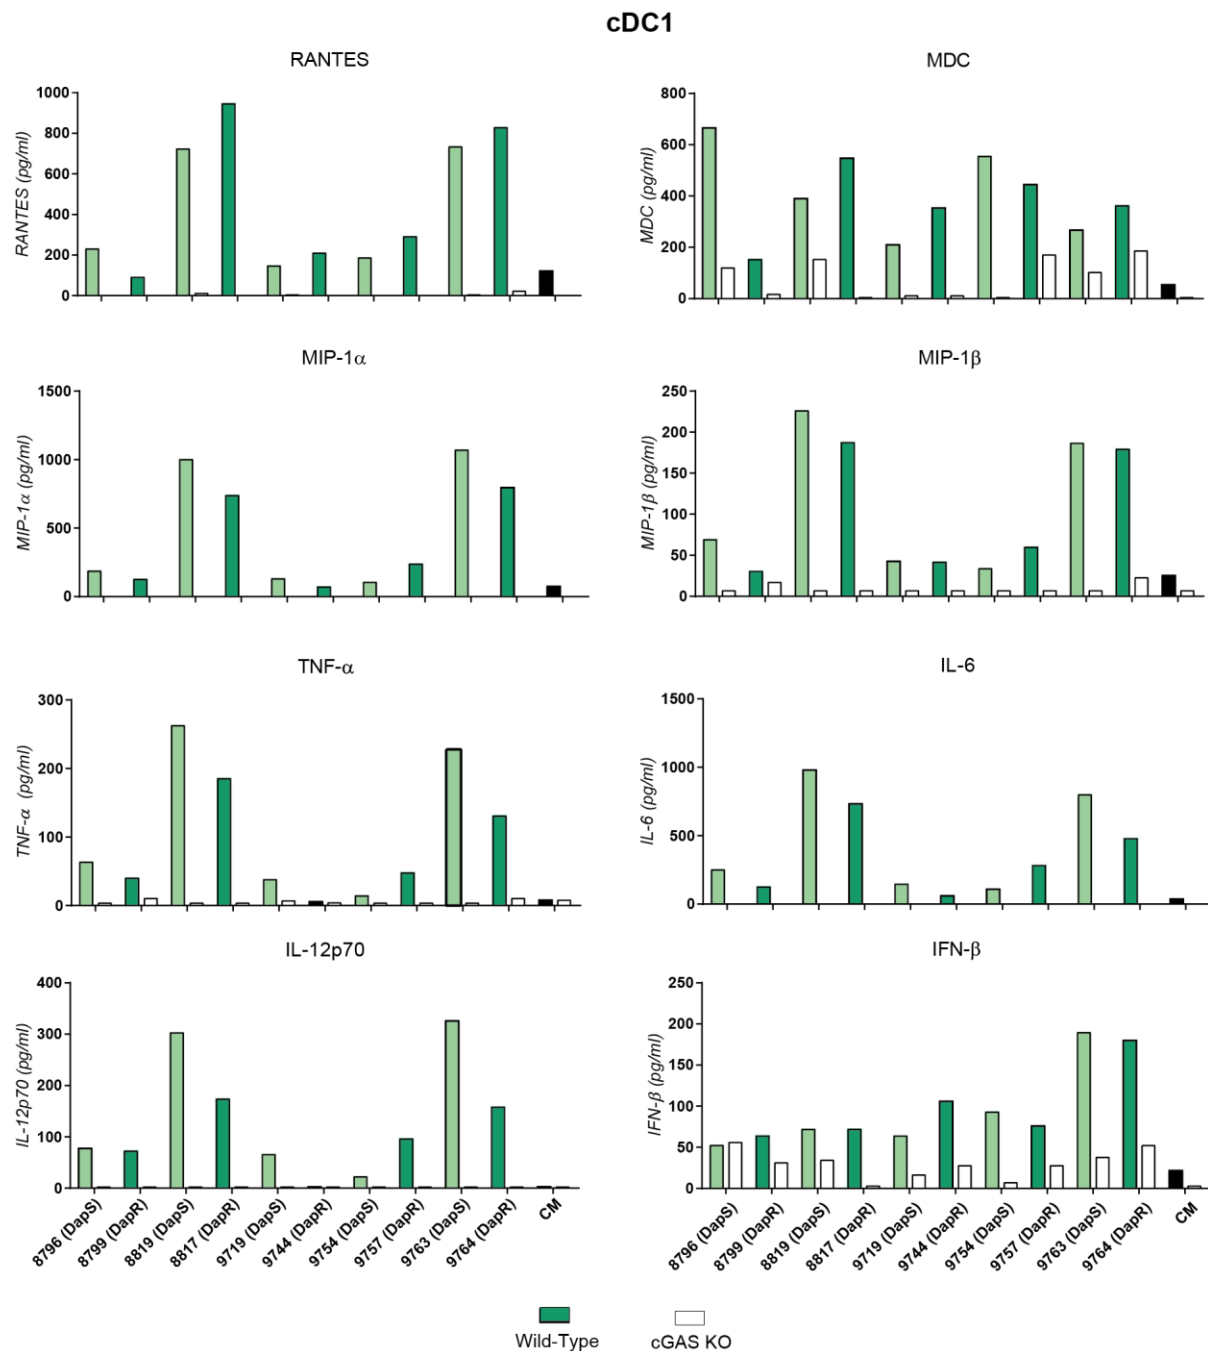 cDC1
RANTES
RANTES (pg/ml)
1000
800
600
400
200
0
MDC
MDC (pg/ml)
800
600
400
200
0
MIP-1α
MIP-1α (pg/ml)
1500
1000
500
0
MIP-1β
MIP-1β (pg/ml)
250
200
150
100
50
0
TNF-α
TNF-α (pg/ml)
300
200
100
0
IL-6
IL-6 (pg/ml)
1500
1000
500
0
IL-12p70
IL-12p70 (pg/ml)
400
300
200
100
0
8796 (DapS)
8799 (DapR)
8819 (DapS)
8817 (DapR)
9719 (DapS)
9744 (DapR)
9754 (DapS)
9757 (DapR)
9763 (DapS)
9764 (DapR)
CM
IFN-β
IFN-β (pg/ml)
250
200
150
100
50
0
8796 (DapS)
8799 (DapR)
8819 (DapS)
8817 (DapR)
9719 (DapS)
9744 (DapR)
9754 (DapS)
9757 (DapR)
9763 (DapS)
9764 (DapR)
CM
Wild-Type
cGAS KO